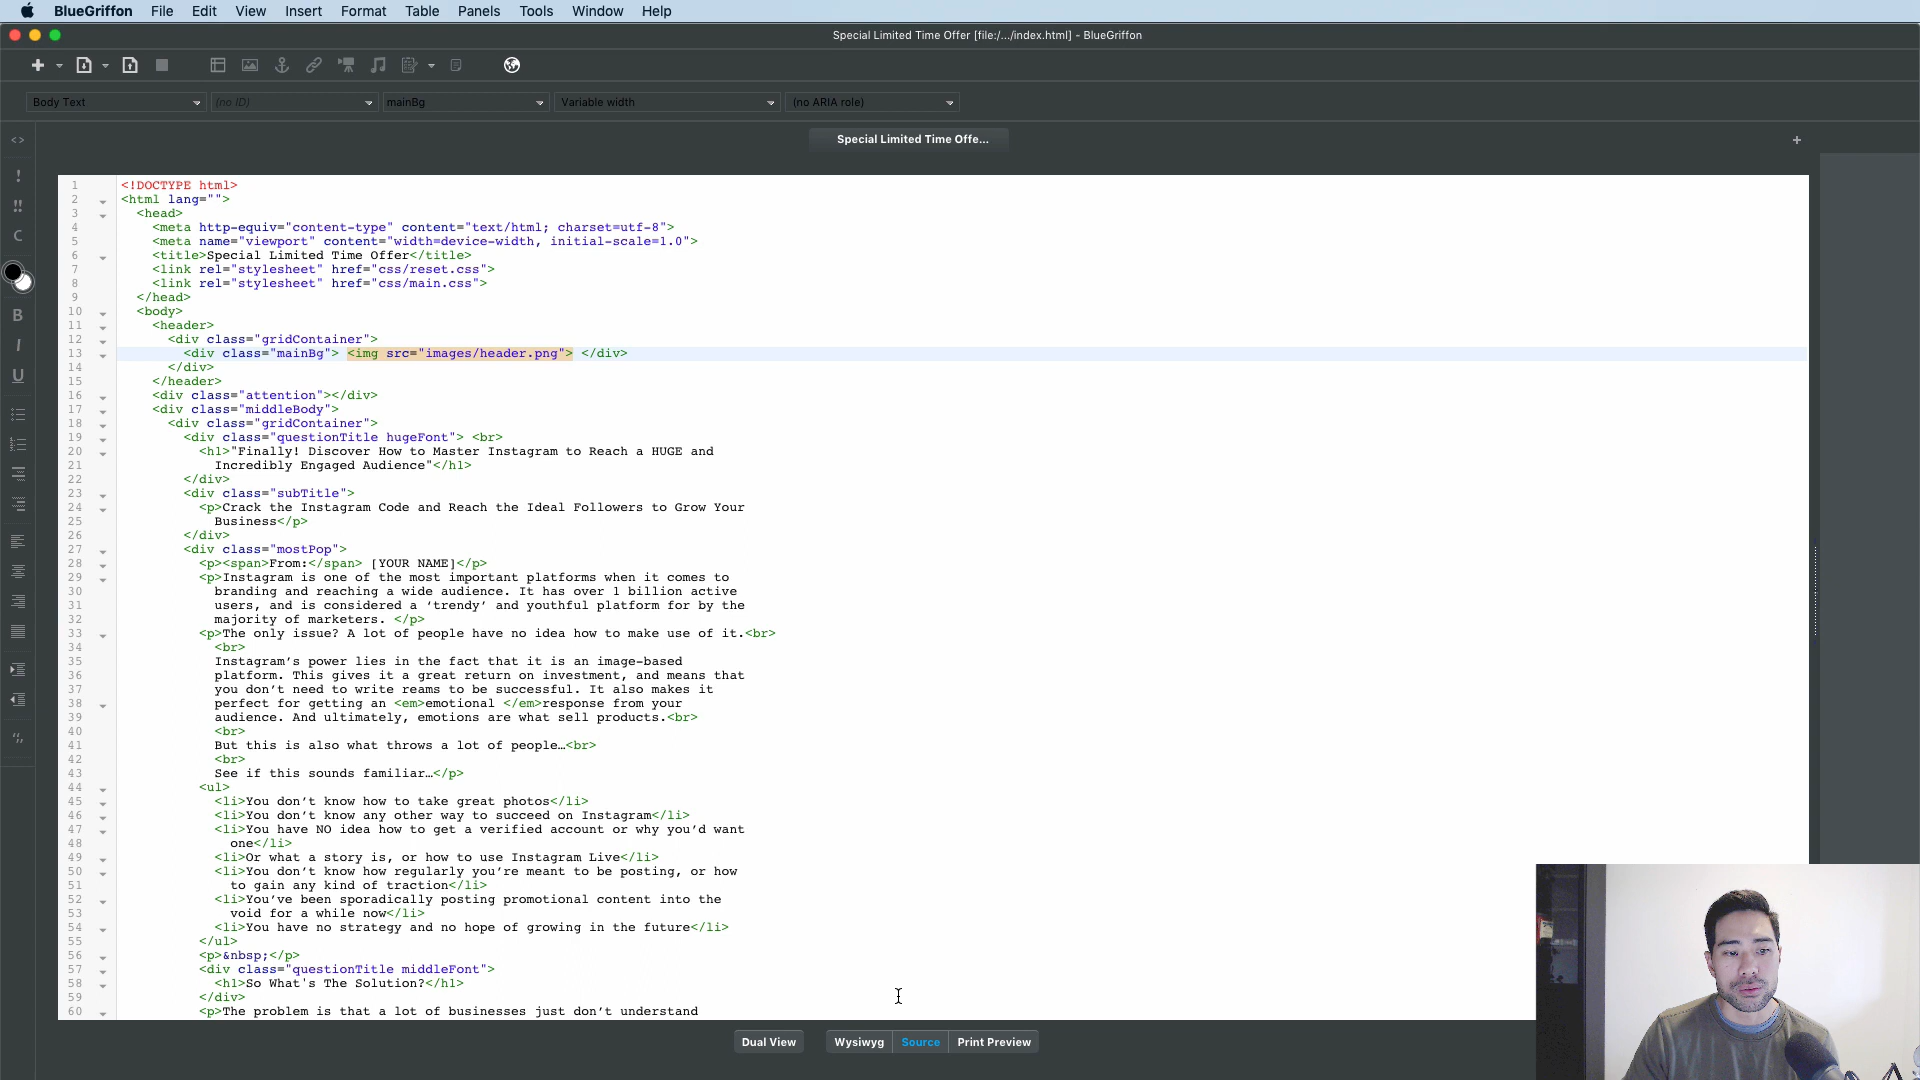 BlueGriffon File Edit View Insert Format Table Panels Tools Window Help
Special Limited Time Offer [file:/.../index.html] - BlueGriffon
Body Text (no ID) mainBg Variable width (no ARIA role)
Special Limited Time Offe...
1 <!DOCTYPE html>
2 <html lang="">
3 <head>
4 <meta http-equiv="content-type" content="text/html; charset=utf-8">
5 <meta name="viewport" content="width=device-width, initial-scale=1.0">
6 <title>Special Limited Time Offer</title>
7 <link rel="stylesheet" href="css/reset.css">
8 <link rel="stylesheet" href="css/main.css">
9 </head>
10 <body>
11 <header>
12 <div class="gridContainer">
13 <div class="mainBg"> <img src="images/header.png"> </div>
14 </div>
15 </header>
16 <div class="attention"></div>
17 <div class="middleBody">
18 <div class="gridContainer">
19 <div class="questionTitle hugeFont"> <br>
20 <h1>"Finally! Discover How to Master Instagram to Reach a HUGE and
21 Incredibly Engaged Audience"</h1>
22 </div>
23 <div class="subTitle">
24 <p>Crack the Instagram Code and Reach the Ideal Followers to Grow Your
25 Business</p>
26 </div>
27 <div class="mostPop">
28 <p><span>From:</span> [YOUR NAME]</p>
29 <p>Instagram is one of the most important platforms when it comes to
30 branding and reaching a wide audience. It has over 1 billion active
31 users, and is considered a ‘trendy’ and youthful platform for by the
32 majority of marketers. </p>
33 <p>The only issue? A lot of people have no idea how to make use of it.<br>
34 <br>
35 Instagram’s power lies in the fact that it is an image-based
36 platform. This gives it a great return on investment, and means that
37 you don’t need to write reams to be successful. It also makes it
38 perfect for getting an <em>emotional </em>response from your
39 audience. And ultimately, emotions are what sell products.<br>
40 <br>
41 But this is also what throws a lot of people…<br>
42 <br>
43 See if this sounds familiar…</p>
44 <ul>
45 <li>You don’t know how to take great photos</li>
46 <li>You don’t know any other way to succeed on Instagram</li>
47 <li>You have NO idea how to get a verified account or why you’d want
48 one</li>
49 <li>Or what a story is, or how to use Instagram Live</li>
50 <li>You don’t know how regularly you’re meant to be posting, or how
51 to gain any kind of traction</li>
52 <li>You’ve been sporadically posting promotional content into the
53 void for a while now</li>
54 <li>You have no strategy and no hope of growing in the future</li>
55 </ul>
56 <p>&nbsp;</p>
57 <div class="questionTitle middleFont">
58 <h1>So What's The Solution?</h1>
59 </div>
60 <p>The problem is that a lot of businesses just don’t understand
Dual View Wysiwyg Source Print Preview